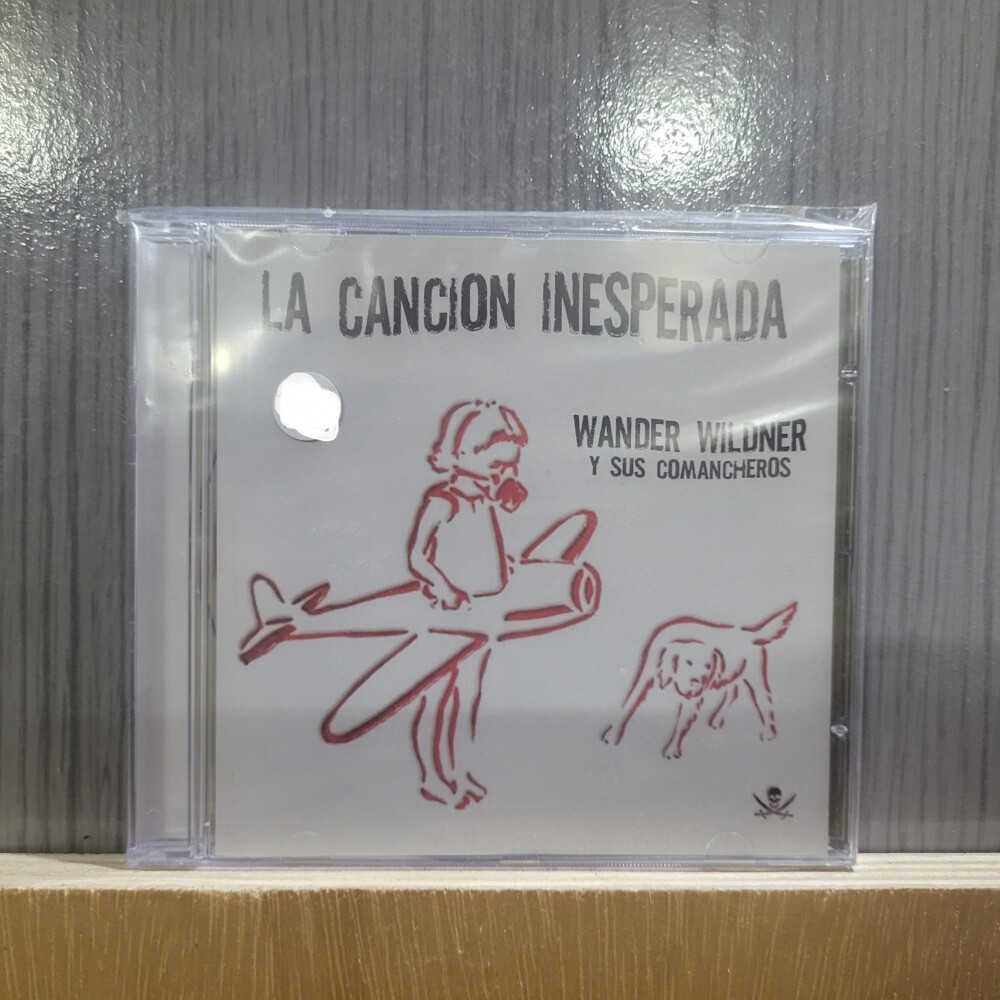 LA CANCION INESPERADA
WANDER WILDNER
Y SUS COMANCHEROS